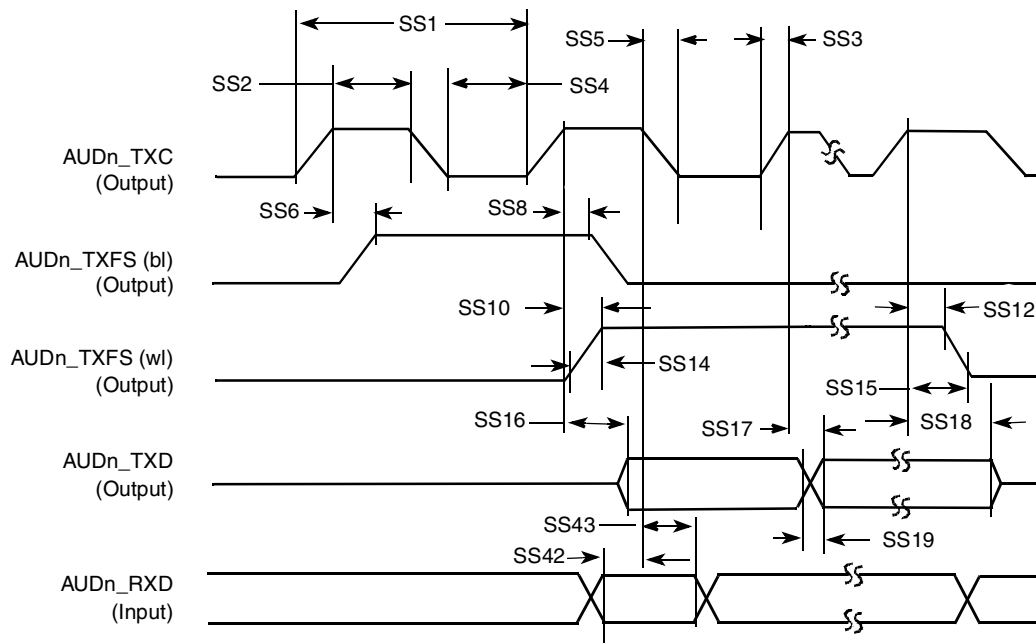 SS1
SS5
SS3
SS2
SS4
AUDn_TXC
(Output)
SS6
SS8
AUDn_TXFS (bl)
(Output)
SS10
SS12
AUDn_TXFS (wl)
(Output)
SS14
SS15
SS16
SS17
SS18
AUDn_TXD
(Output)
SS43
SS19
SS42
AUDn_RXD
(Input)